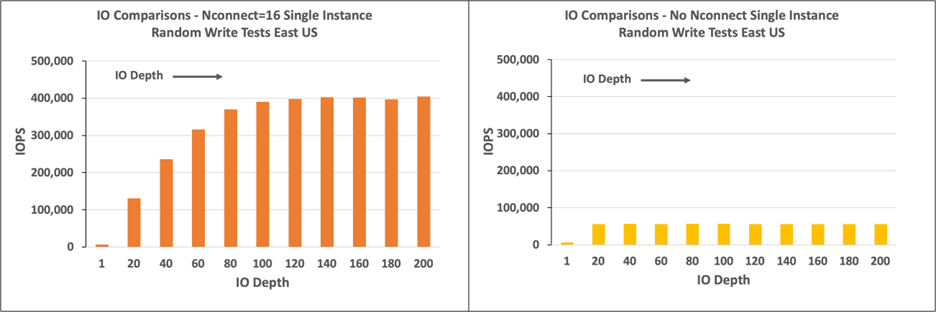 IO Comparisons - Nconnect=16 Single Instance
Random Write Tests East US
500,000
IO Depth
400,000
300,000
IOPS
200,000
100,000
0
1 20 40 60 80 100 120 140 160 180 200
IO Depth
IO Comparisons - No Nconnect Single Instance
Random Write Tests East US
500,000
IO Depth
400,000
300,000
IOPS
200,000
100,000
0
1 20 40 60 80 100 120 140 160 180 200
IO Depth